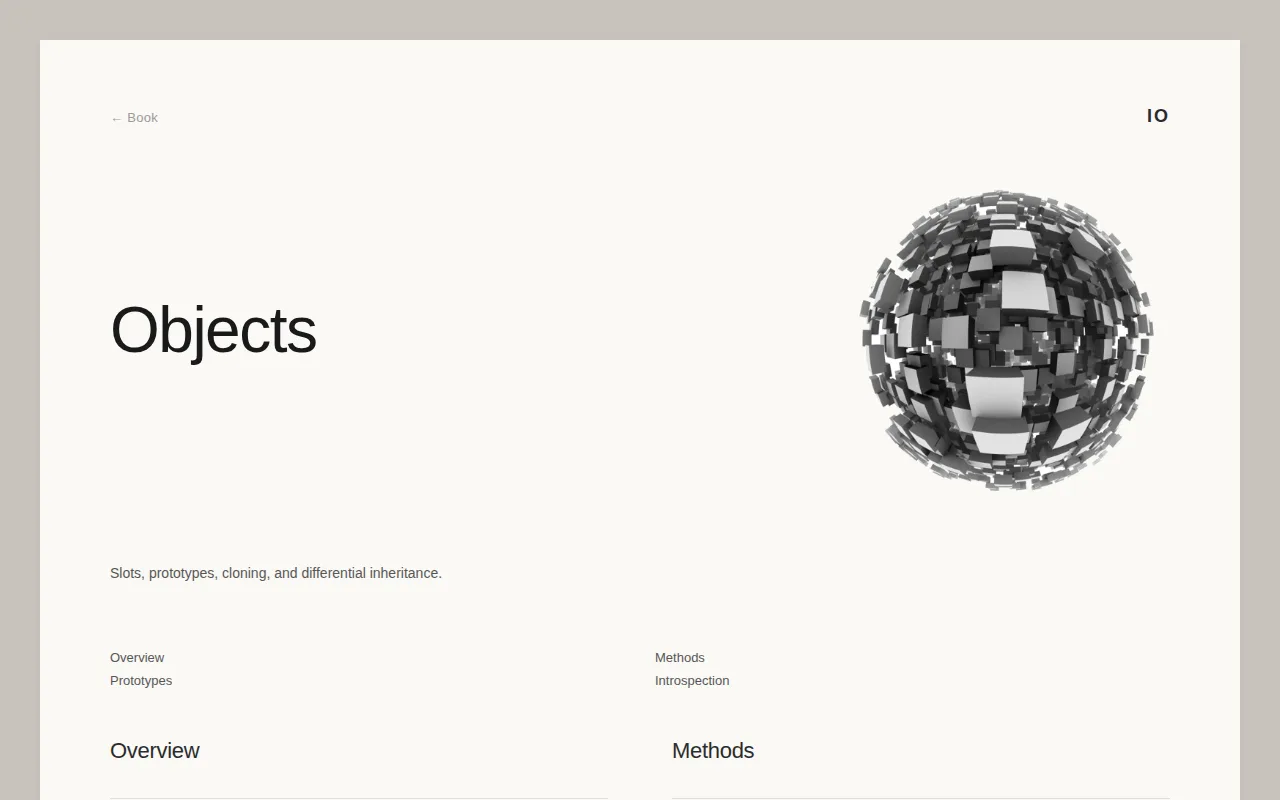 ← Book
IO
Objects
Slots, prototypes, cloning, and differential inheritance.
Overview
Prototypes
Methods
Introspection
Overview
Methods